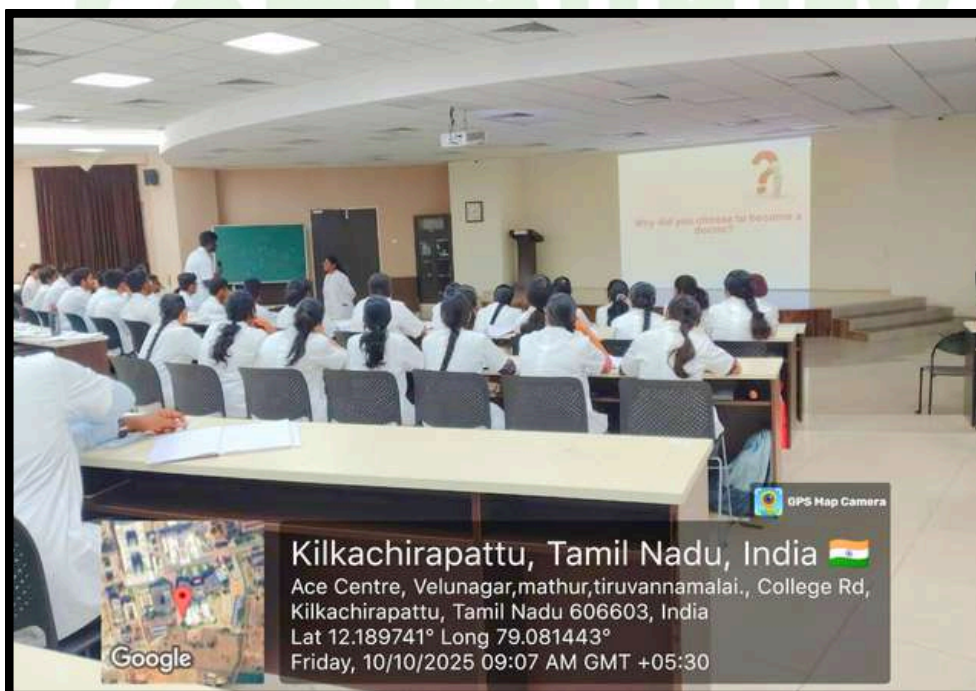 Why did you choose to become a
doctor?
GPS Map Camera
Kilkachirapattu, Tamil Nadu, India
Ace Centre, Velunagar,mathur,tiruvannamalai., College Rd,
Kilkachirapattu, Tamil Nadu 606603, India
Lat 12.189741° Long 79.081443°
Friday, 10/10/2025 09:07 AM GMT +05:30
Google